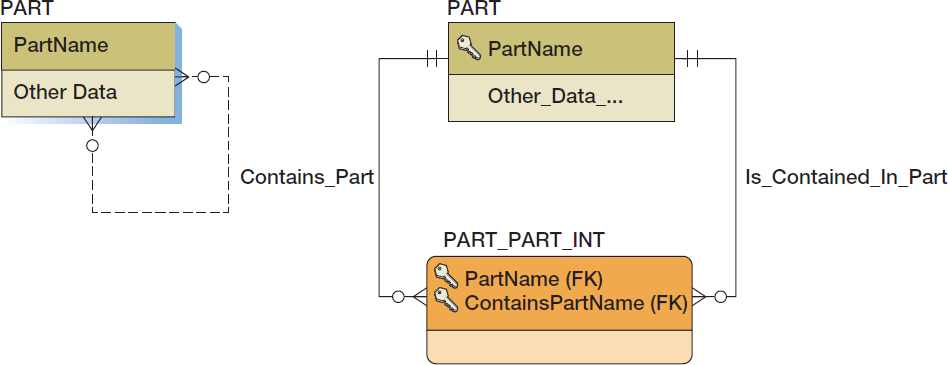 PART
PartName
Other Data
PART
PartName
Other_Data_...
Contains_Part
Is_Contained_In_Part
PART_PART_INT
PartName (FK)
ContainsPartName (FK)